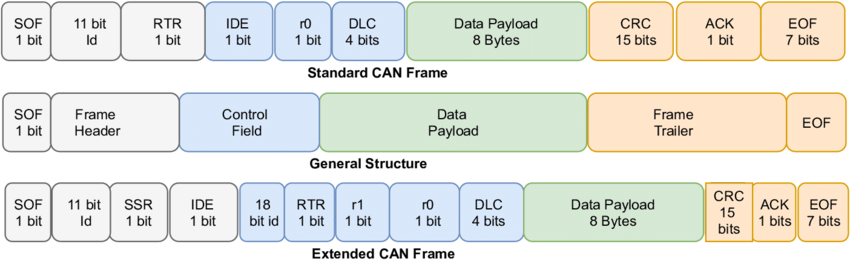 SOF
1 bit
11 bit
Id
RTR
1 bit
IDE
1 bit
r0
1 bit
DLC
4 bits
Data Payload
8 Bytes
CRC
15 bits
ACK
1 bit
EOF
7 bits
Standard CAN Frame
SOF
1 bit
Frame
Header
Control
Field
Data
Payload
Frame
Trailer
EOF
General Structure
SOF
1 bit
11 bit
Id
SSR
1 bit
IDE
1 bit
18
bit id
RTR
1 bit
r1
1 bit
r0
1 bit
DLC
4 bits
Data Payload
8 Bytes
CRC
15
bits
ACK
1 bits
EOF
7 bits
Extended CAN Frame